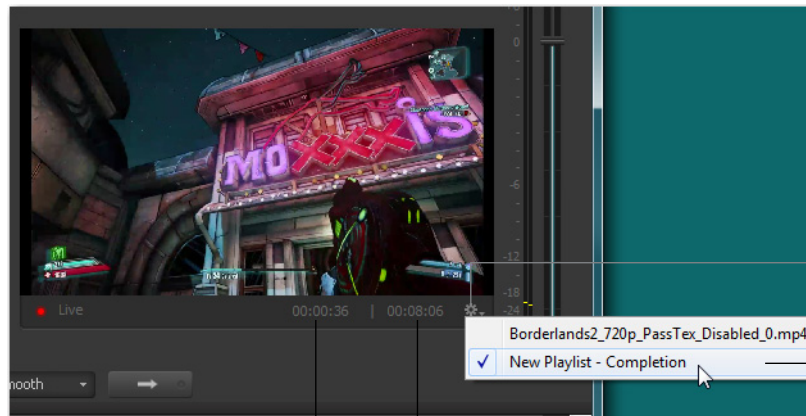 0
MOXXXIS
-6
-12
-18
Live
00:00:36 | 00:08:06
-24
Borderlands2_720p_PassTex_Disabled_0.mp4
✓ New Playlist - Completion
mooth